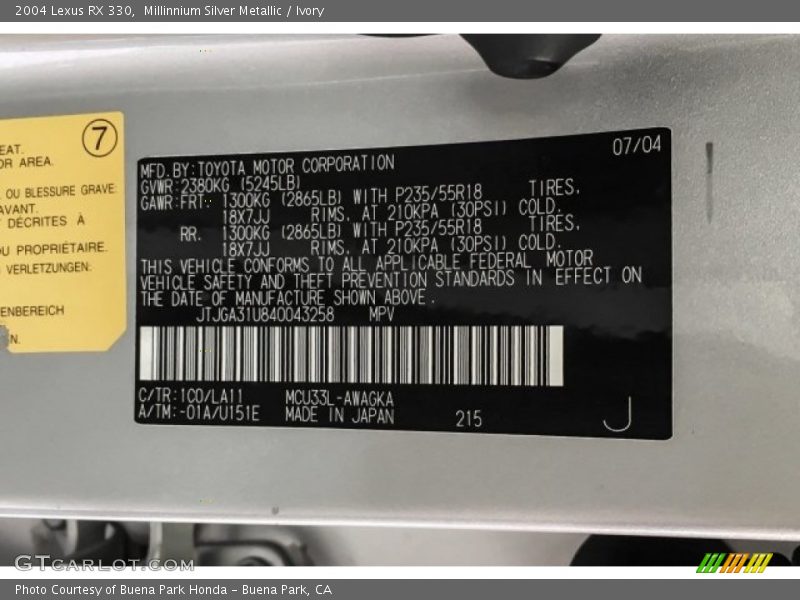 2004 Lexus RX 330, Millinnium Silver Metallic / Ivory
7
EAT.
OR AREA.
OU BLESSURE GRAVE
AVANT.
DÉCRITES À
OU PROPRIÉTAIRE.
VERLETZUNGEN:
ENBEREICH
N.
07/04
MFD. BY: TOYOTA MOTOR CORPORATION
GVWR: 2380KG (5245LB)
GAWR: FRT. 1300KG (2865LB) WITH P235/55R18 TIRES,
18X7JJ RIMS, AT 210KPA (30PSI) COLD.
RR. 1300KG (2865LB) WITH P235/55R18 TIRES,
18X7JJ RIMS, AT 210KPA (30PSI) COLD.
THIS VEHICLE CONFORMS TO ALL APPLICABLE FEDERAL MOTOR
VEHICLE SAFETY AND THEFT PREVENTION STANDARDS IN EFFECT ON
THE DATE OF MANUFACTURE SHOWN ABOVE.
JTJGA31U840043258 MPV
C/TR: 1C0/LA11 MCU33L-AWAGKA
A/TM: -01A/U151E MADE IN JAPAN 215 J
GTcarlot.com
Photo Courtesy of Buena Park Honda - Buena Park, CA